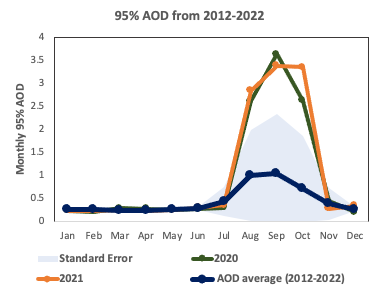 95% AOD from 2012-2022
Monthly 95% AOD
4
3.5
3
2.5
2
1.5
1
0.5
0
Jan Feb Mar Apr May Jun Jul Aug Sep Oct Nov Dec
Standard Error 2020
2021 AOD average (2012-2022)